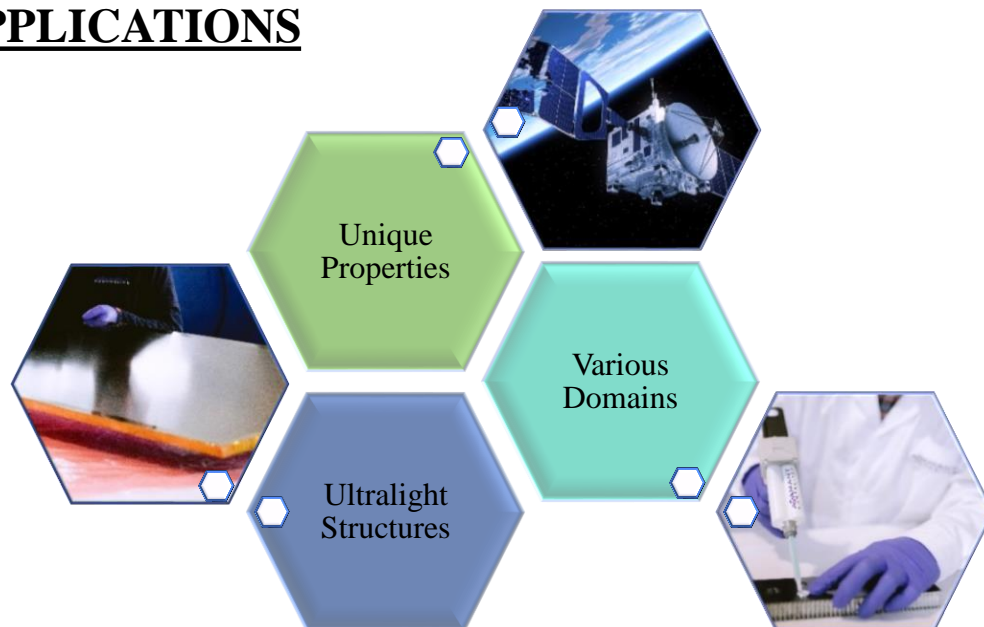 PPLICATIONS
Unique
Properties
Various
Domains
Ultralight
Structures